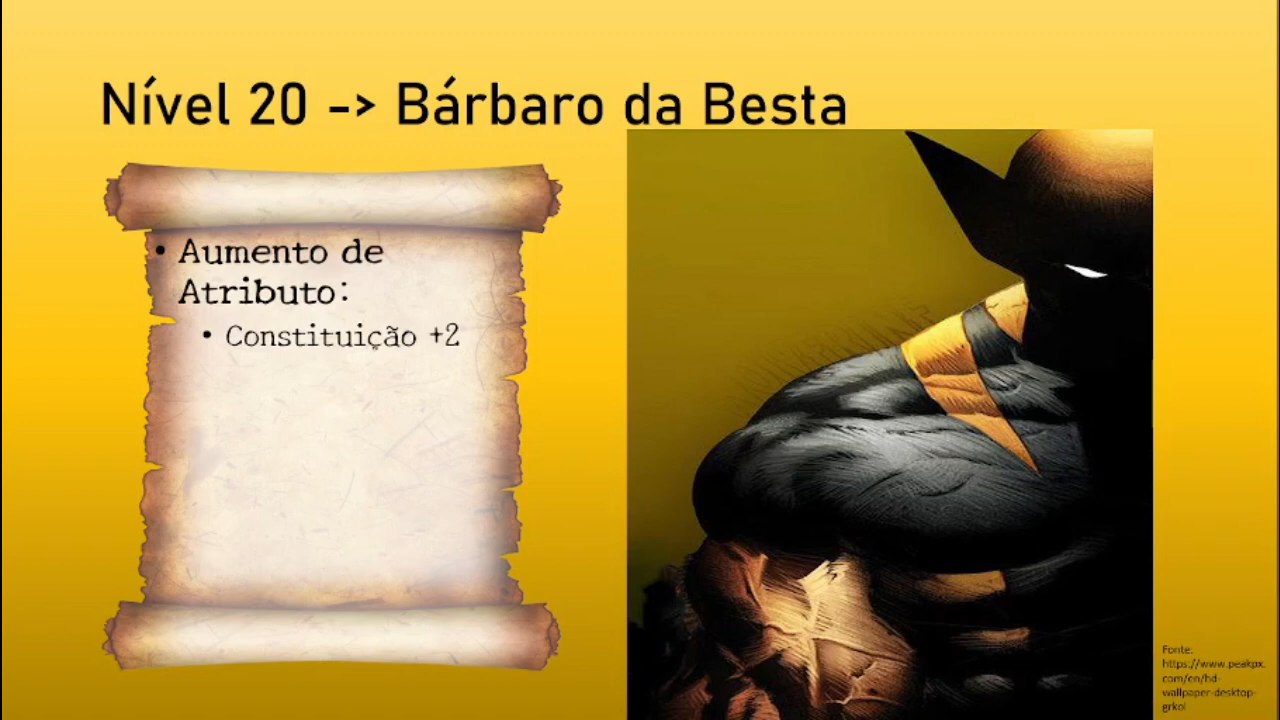 Nível 20 -> Bárbaro da Besta
• Aumento de
Atributo:
• Constituição +2
Fonte:
https://www.peakpx.
com/en/hd-
wallpaper-desktop-
grkol